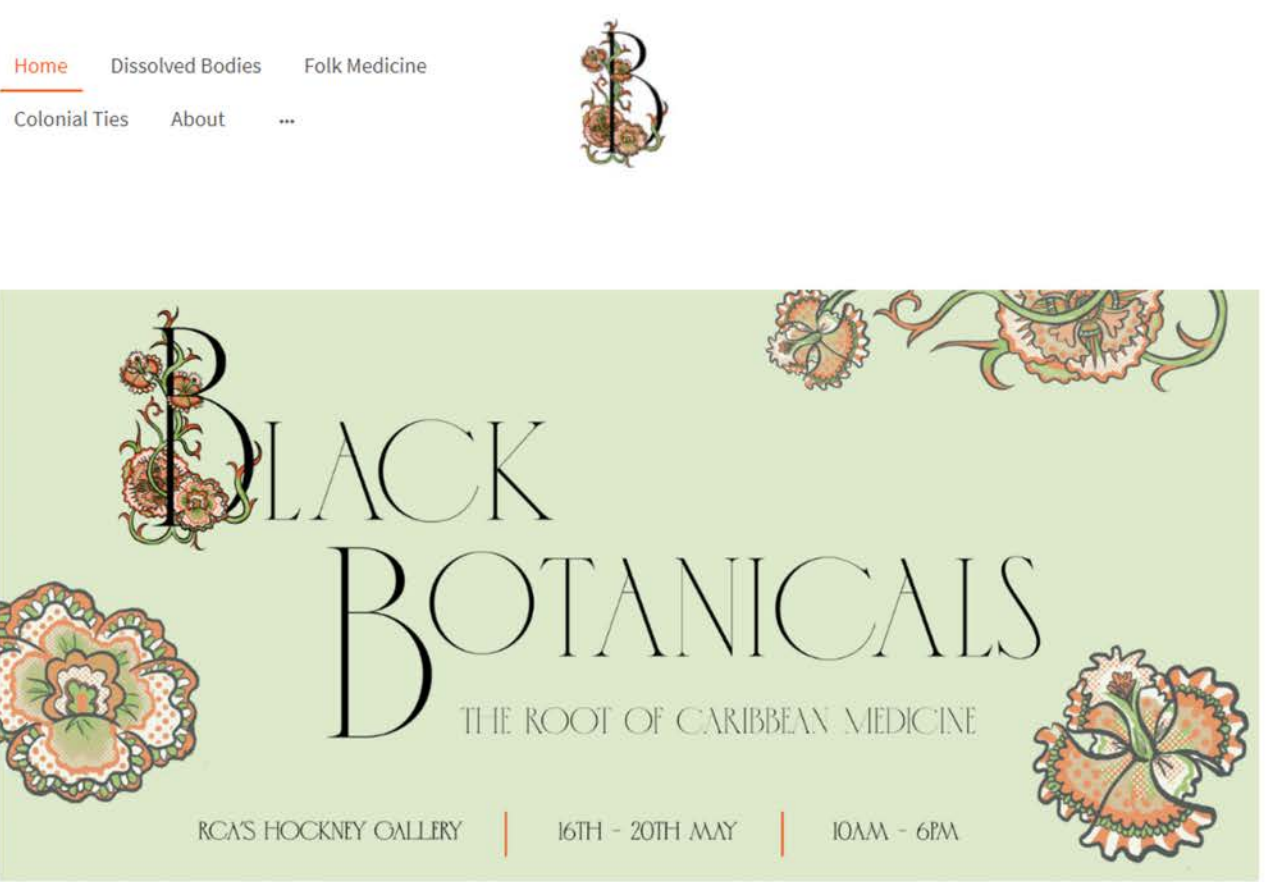 Home Dissolved Bodies Folk Medicine
Colonial Ties About ...
B
BLACK
BOTANICALS
THE ROOT OF CARIBBEAN MEDICINE
RCA'S HOCKNEY GALLERY | 16TH - 20TH MAY | 10AM - 6PM